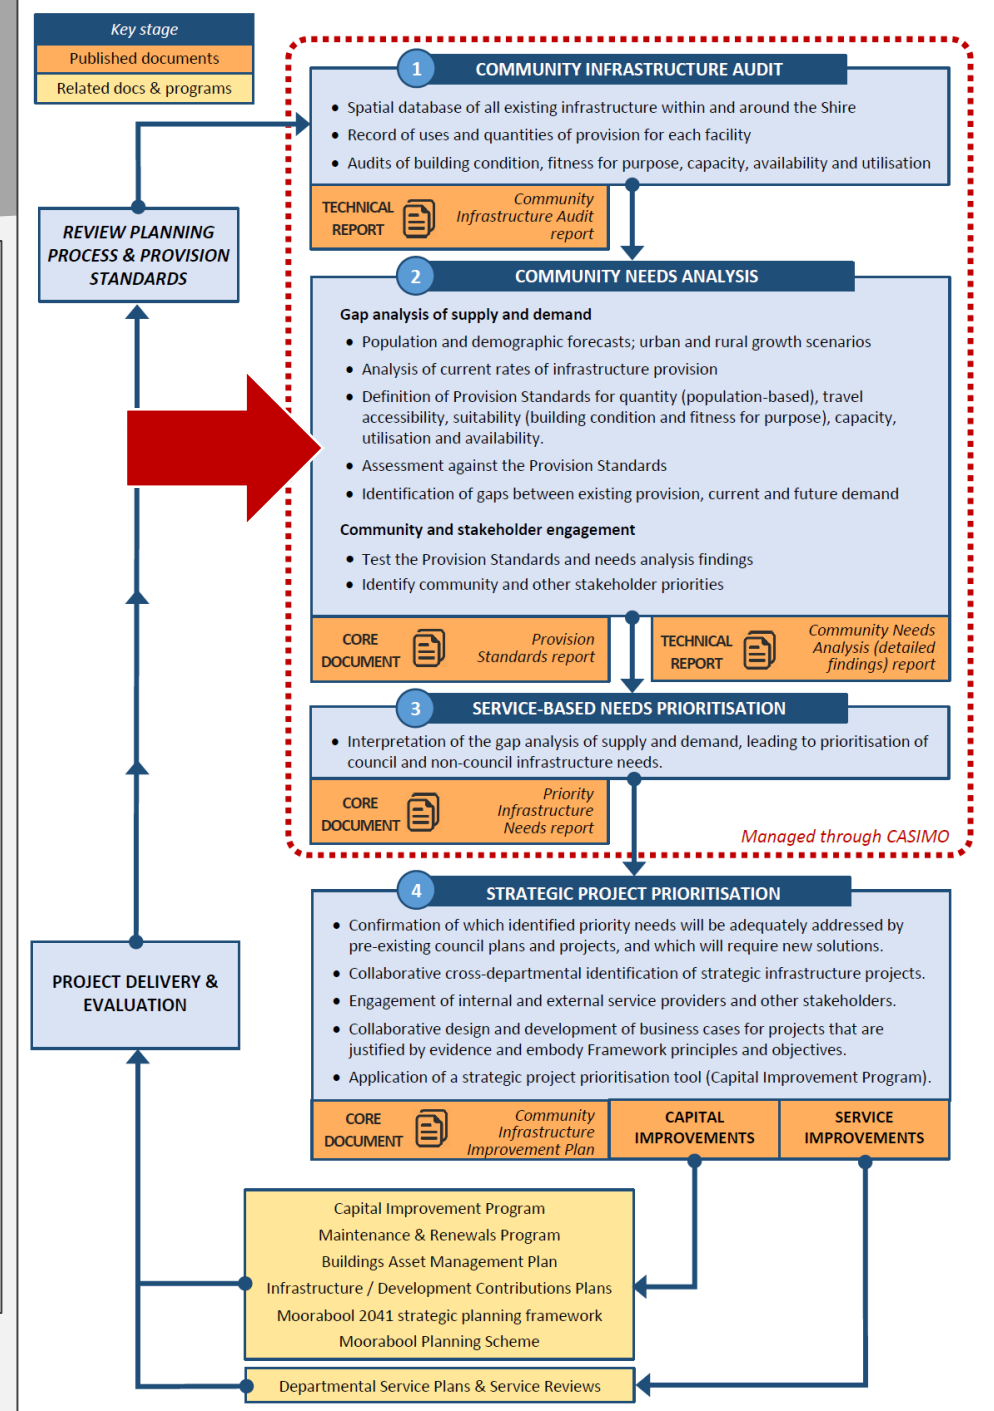 Key stage
Published documents
Related docs & programs
1
COMMUNITY INFRASTRUCTURE AUDIT
• Spatial database of all existing infrastructure within and around the Shire
• Record of uses and quantities of provision for each facility
• Audits of building condition, fitness for purpose, capacity, availability and utilisation
TECHNICAL
REPORT
Community
Infrastructure Audit
report
REVIEW PLANNING
PROCESS & PROVISION
STANDARDS
2
COMMUNITY NEEDS ANALYSIS
Gap analysis of supply and demand
• Population and demographic forecasts; urban and rural growth scenarios
• Analysis of current rates of infrastructure provision
• Definition of Provision Standards for quantity (population-based), travel
accessibility, suitability (building condition and fitness for purpose), capacity,
utilisation and availability.
• Assessment against the Provision Standards
• Identification of gaps between existing provision, current and future demand
Community and stakeholder engagement
• Test the Provision Standards and needs analysis findings
• Identify community and other stakeholder priorities
CORE
DOCUMENT
Provision
Standards report
TECHNICAL
REPORT
Community Needs
Analysis (detailed
findings) report
3
SERVICE-BASED NEEDS PRIORITISATION
• Interpretation of the gap analysis of supply and demand, leading to prioritisation of
council and non-council infrastructure needs.
CORE
DOCUMENT
Priority
Infrastructure
Needs report
Managed through CASIMO
4
STRATEGIC PROJECT PRIORITISATION
• Confirmation of which identified priority needs will be adequately addressed by
pre-existing council plans and projects, and which will require new solutions.
• Collaborative cross-departmental identification of strategic infrastructure projects.
• Engagement of internal and external service providers and other stakeholders.
• Collaborative design and development of business cases for projects that are
justified by evidence and embody Framework principles and objectives.
• Application of a strategic project prioritisation tool (Capital Improvement Program).
CORE
DOCUMENT
Community
Infrastructure
Improvement Plan
CAPITAL
IMPROVEMENTS
SERVICE
IMPROVEMENTS
PROJECT DELIVERY &
EVALUATION
Capital Improvement Program
Maintenance & Renewals Program
Buildings Asset Management Plan
Infrastructure / Development Contributions Plans
Moorabool 2041 strategic planning framework
Moorabool Planning Scheme
Departmental Service Plans & Service Reviews